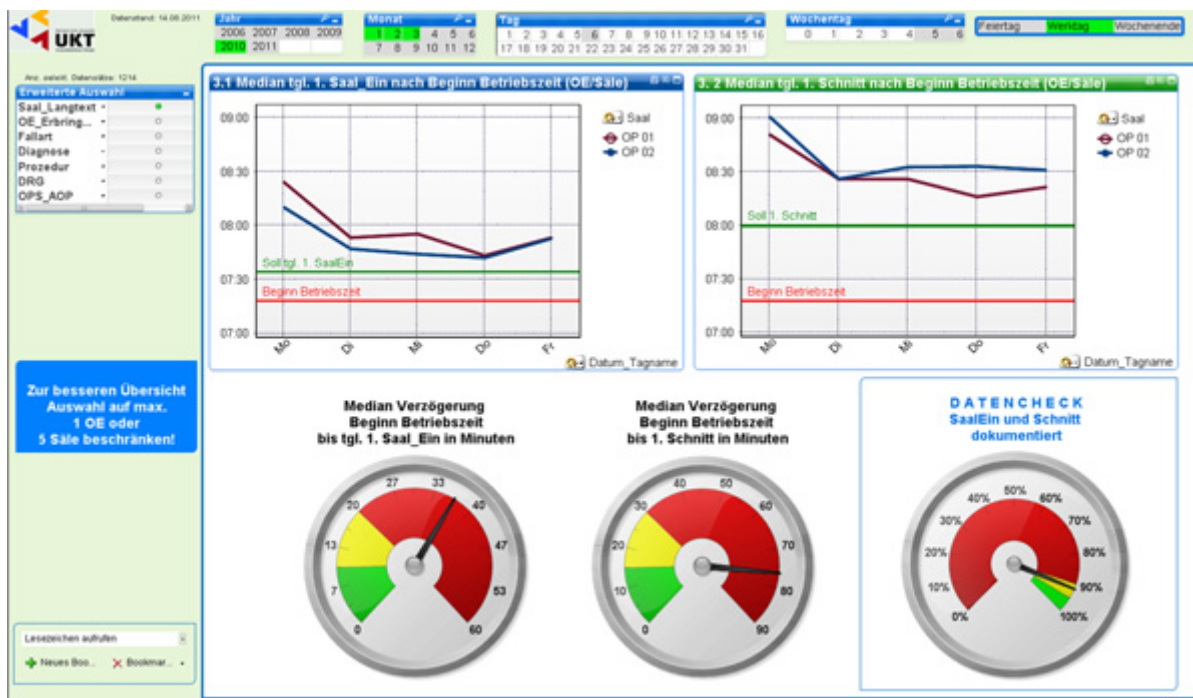 UKT
Datenstand: 14.08.2011
Jahr
2006 2007 2008 2009
2010 2011
Monat
1 2 3 4 5 6
7 8 9 10 11 12
Tag
1 2 3 4 5 6 7 8 9 10 11 12 13 14 15 16
17 18 19 20 21 22 23 24 25 26 27 28 29 30 31
Wochentag
0 1 2 3 4 5 6
Feiertag Werktag Wochenende
Anz. selekt. Datensätze: 1214
Erweiterte Auswahl
Saal_Langtext
OE_Erbring...
Fallart
Diagnose
Prozedur
DRG
OPS_AOP
Zur besseren Übersicht
Auswahl auf max.
1 OE oder
5 Säle beschränken!
Lesezeichen aufrufen
Neues Boo... Bookmar...
3.1 Median tgl. 1. Saal_Ein nach Beginn Betriebszeit (OE/Säle)
09:00
08:30
08:00
07:30
07:00
Soll tgl. 1. SaalEin
Beginn Betriebszeit
Mo Di Mi Do Fr
Saal
OP 01
OP 02
Datum_Tagname
3. 2 Median tgl. 1. Schnitt nach Beginn Betriebszeit (OE/Säle)
09:00
08:30
08:00
07:30
07:00
Soll 1. Schnitt
Beginn Betriebszeit
Mo Di Mi Do Fr
Saal
OP 01
OP 02
Datum_Tagname
Median Verzögerung
Beginn Betriebszeit
bis tgl. 1. Saal_Ein in Minuten
0 7 13 20 27 33 40 47 53 60
Median Verzögerung
Beginn Betriebszeit
bis 1. Schnitt in Minuten
0 10 20 30 40 50 60 70 80 90
DATENCHECK
SaalEin und Schnitt
dokumentiert
0% 10% 20% 30% 40% 50% 60% 70% 80% 90% 100%